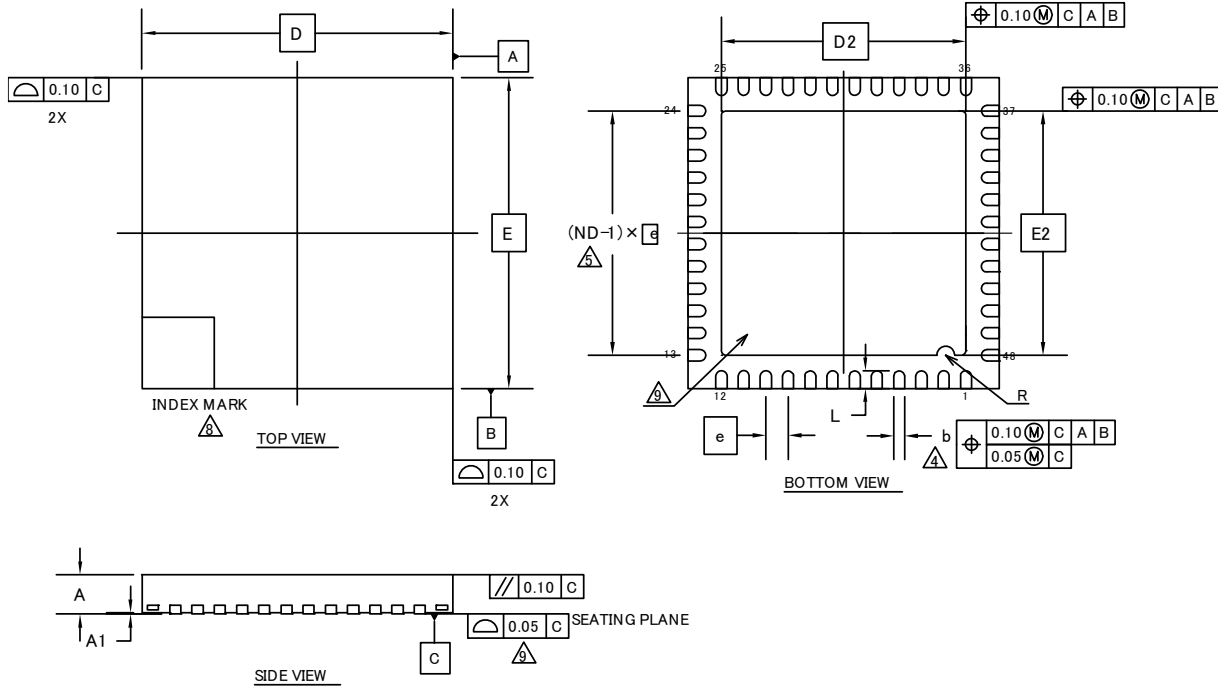 D
A
⌓ 0.10 C
2X
E
INDEX MARK
8
TOP VIEW
B
⌓ 0.10 C
2X
⌖ 0.10 Ⓜ C A B
D2
25
36
⌖ 0.10 Ⓜ C A B
24
37
(ND-1)× e
5
E2
13
48
9
12
L
1
R
e
b
4
⌖ 0.10 Ⓜ C A B
0.05 Ⓜ C
BOTTOM VIEW
A
// 0.10 C
A1
⌓ 0.05 C SEATING PLANE
9
C
SIDE VIEW